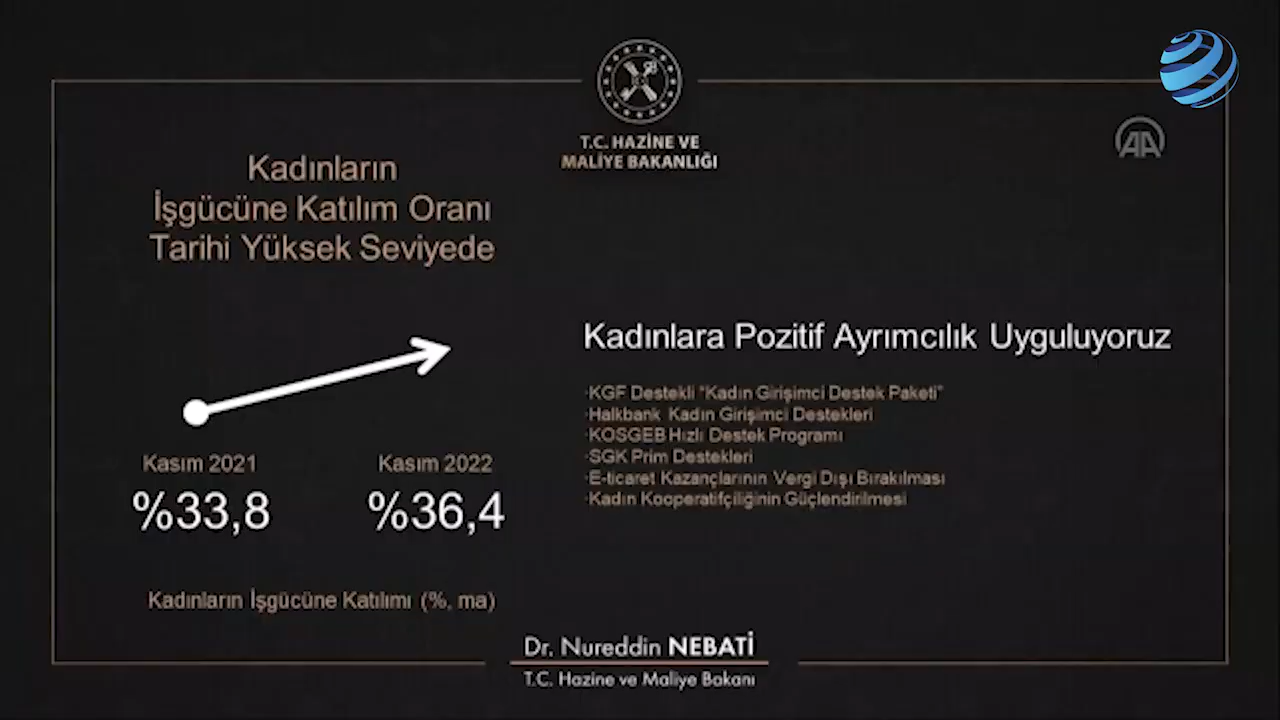 T.C. HAZİNE VE
MALİYE BAKANLIĞI
AA
Kadınların
İşgücüne Katılım Oranı
Tarihi Yüksek Seviyede
Kasım 2021
%33,8
Kasım 2022
%36,4
Kadınların İşgücüne Katılımı (%, ma)
Kadınlara Pozitif Ayrımcılık Uyguluyoruz
·KGF Destekli "Kadın Girişimci Destek Paketi"
·Halkbank Kadın Girişimci Destekleri
·KOSGEB Hızlı Destek Programı
·SGK Prim Destekleri
·E-ticaret Kazançlarının Vergi Dışı Bırakılması
·Kadın Kooperatifçiliğinin Güçlendirilmesi
Dr. Nureddin NEBATİ
T.C. Hazine ve Maliye Bakanı